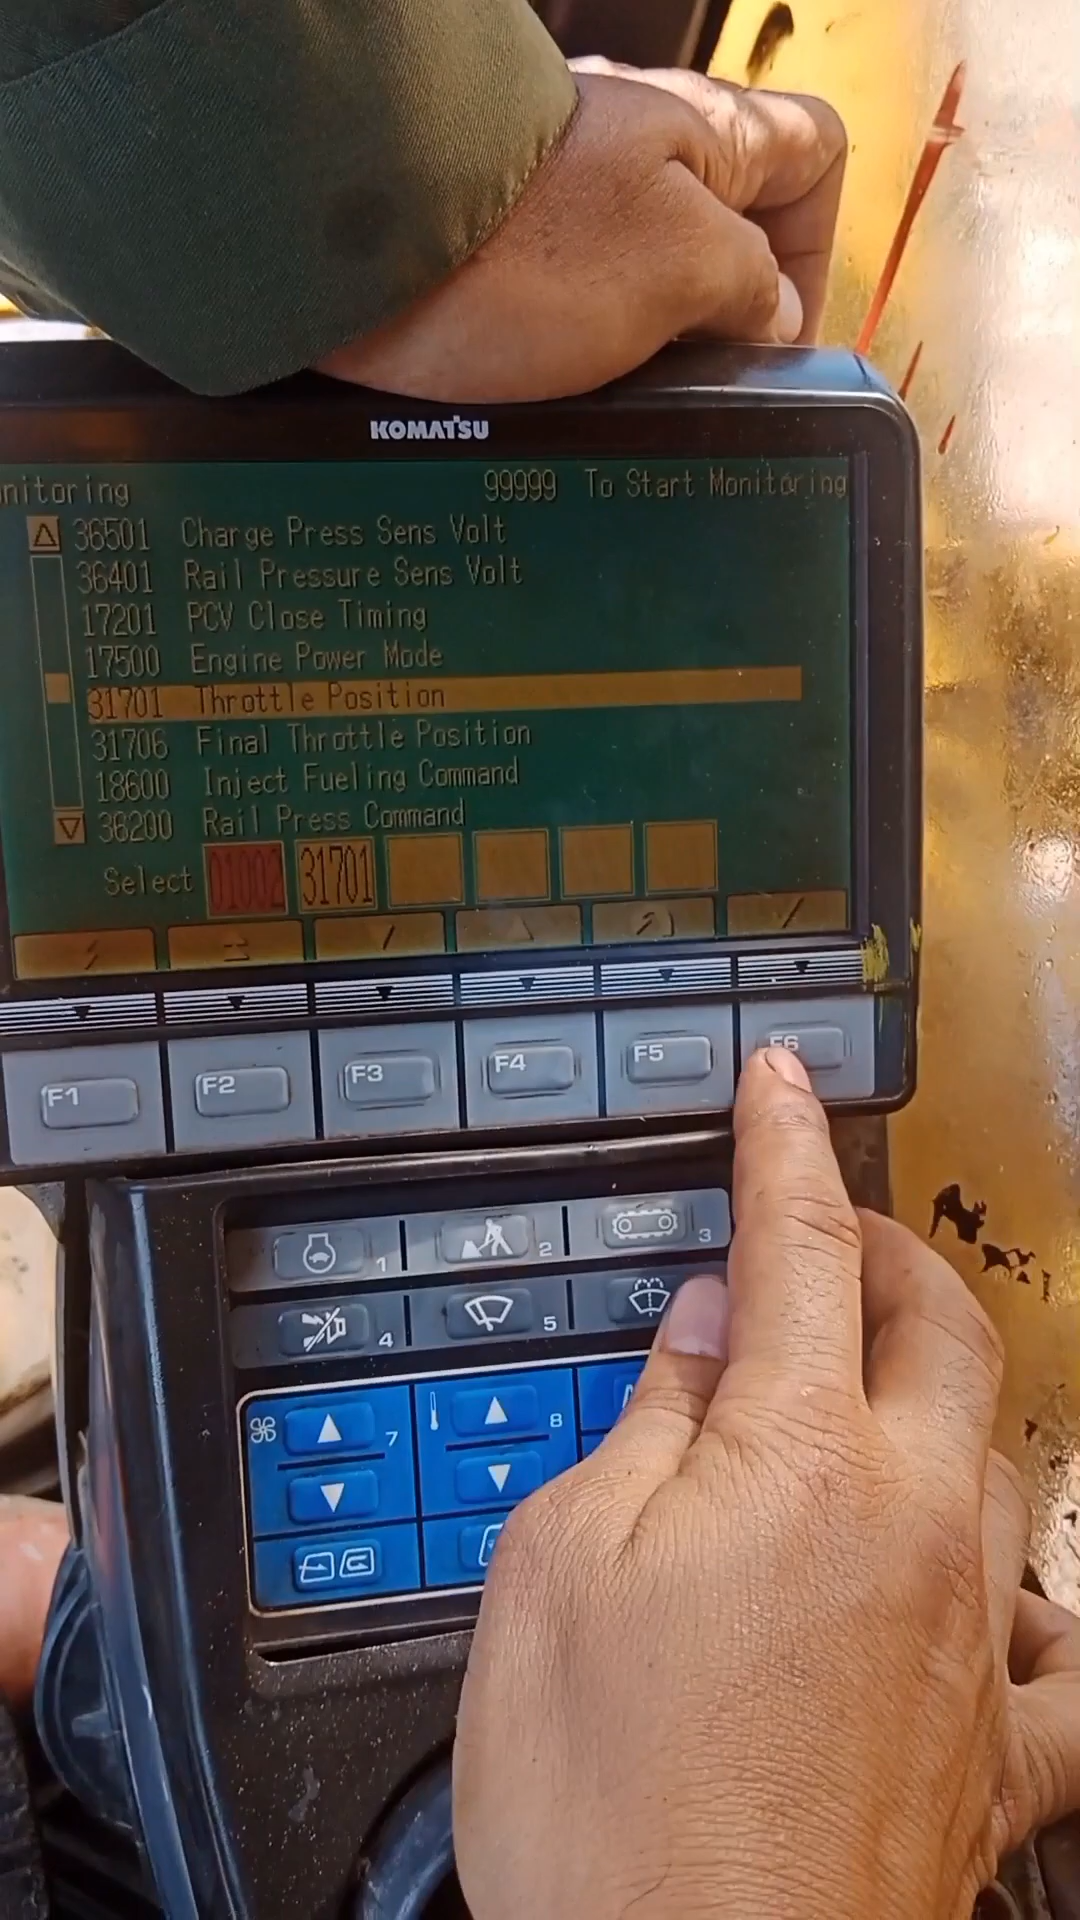 KOMATSU
nitoring 99999 To Start Monitoring
36501 Charge Press Sens Volt
36401 Rail Pressure Sens Volt
17201 PCV Close Timing
17500 Engine Power Mode
31701 Throttle Position
31706 Final Throttle Position
18600 Inject Fueling Command
36200 Rail Press Command
Select 01002 31701
F1 F2 F3 F4 F5 F6
1 2 3
4 5
7 8